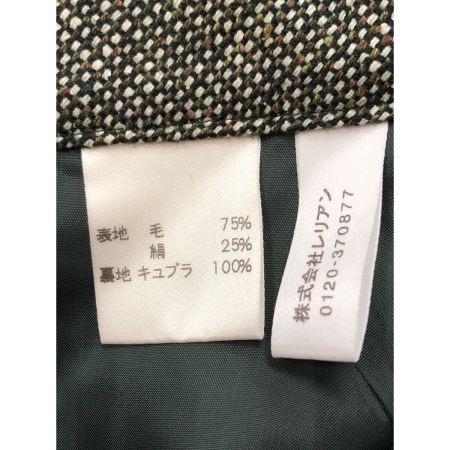 表地 毛 75%
絹 25%
裏地 キュプラ 100%
株式会社レリアン
0120-370877